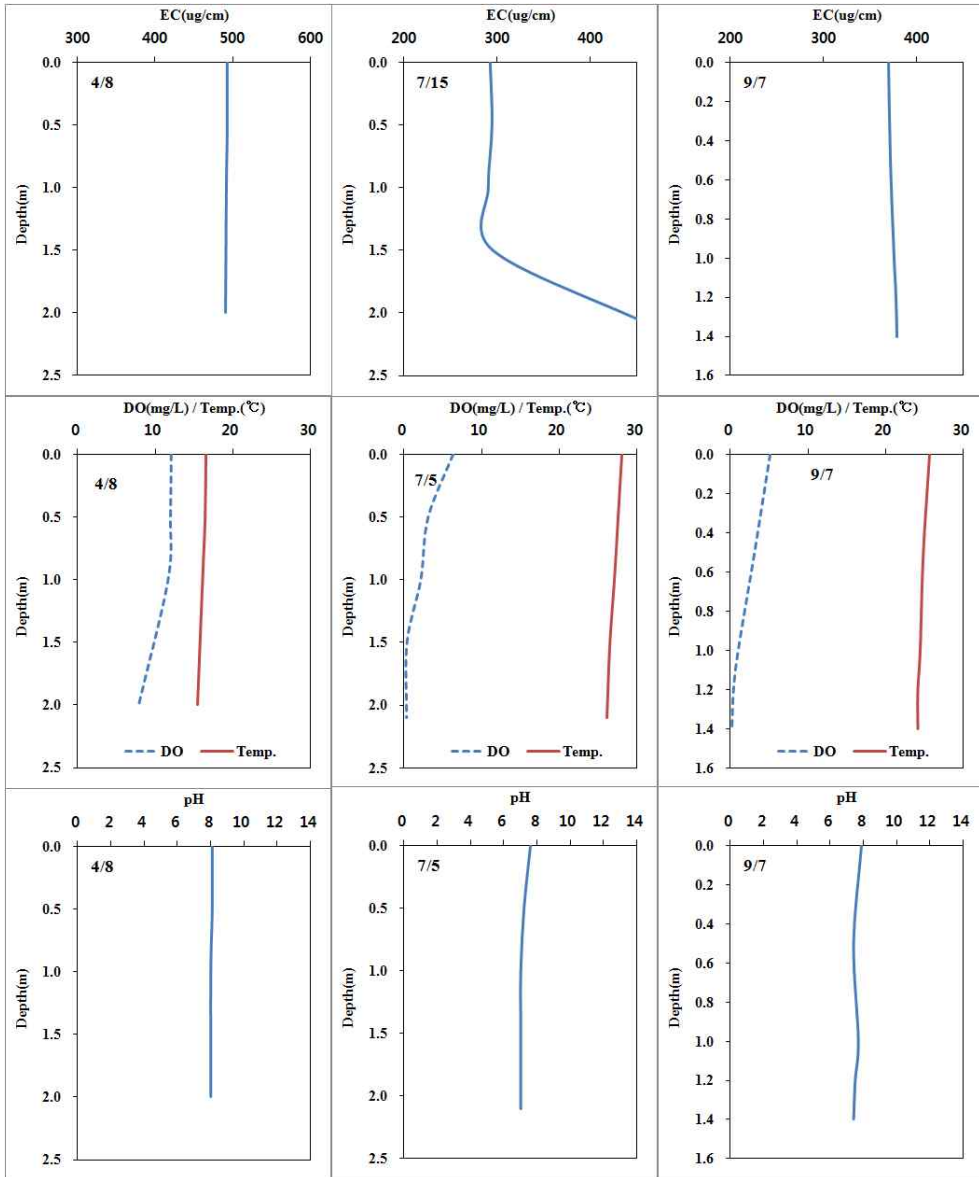 EC(ug/cm)
300 400 500 600
0.0
0.5
1.0
1.5
2.0
2.5
Depth(m)
4/8
EC(ug/cm)
200 300 400
0.0
0.5
1.0
1.5
2.0
2.5
Depth(m)
7/15
EC(ug/cm)
200 300 400
0.0
0.2
0.4
0.6
0.8
1.0
1.2
1.4
1.6
Depth(m)
9/7
DO(mg/L) / Temp.(℃)
0 10 20 30
0.0
0.5
1.0
1.5
2.0
2.5
Depth(m)
4/8
DO Temp.
DO(mg/L) / Temp.(℃)
0 10 20 30
0.0
0.5
1.0
1.5
2.0
2.5
Depth(m)
7/5
DO Temp.
DO(mg/L) / Temp.(℃)
0 10 20 30
0.0
0.2
0.4
0.6
0.8
1.0
1.2
1.4
1.6
Depth(m)
9/7
DO Temp.
pH
0 2 4 6 8 10 12 14
0.0
0.5
1.0
1.5
2.0
2.5
Depth(m)
4/8
pH
0 2 4 6 8 10 12 14
0.0
0.5
1.0
1.5
2.0
2.5
Depth(m)
7/5
pH
0 2 4 6 8 10 12 14
0.0
0.2
0.4
0.6
0.8
1.0
1.2
1.4
1.6
Depth(m)
9/7